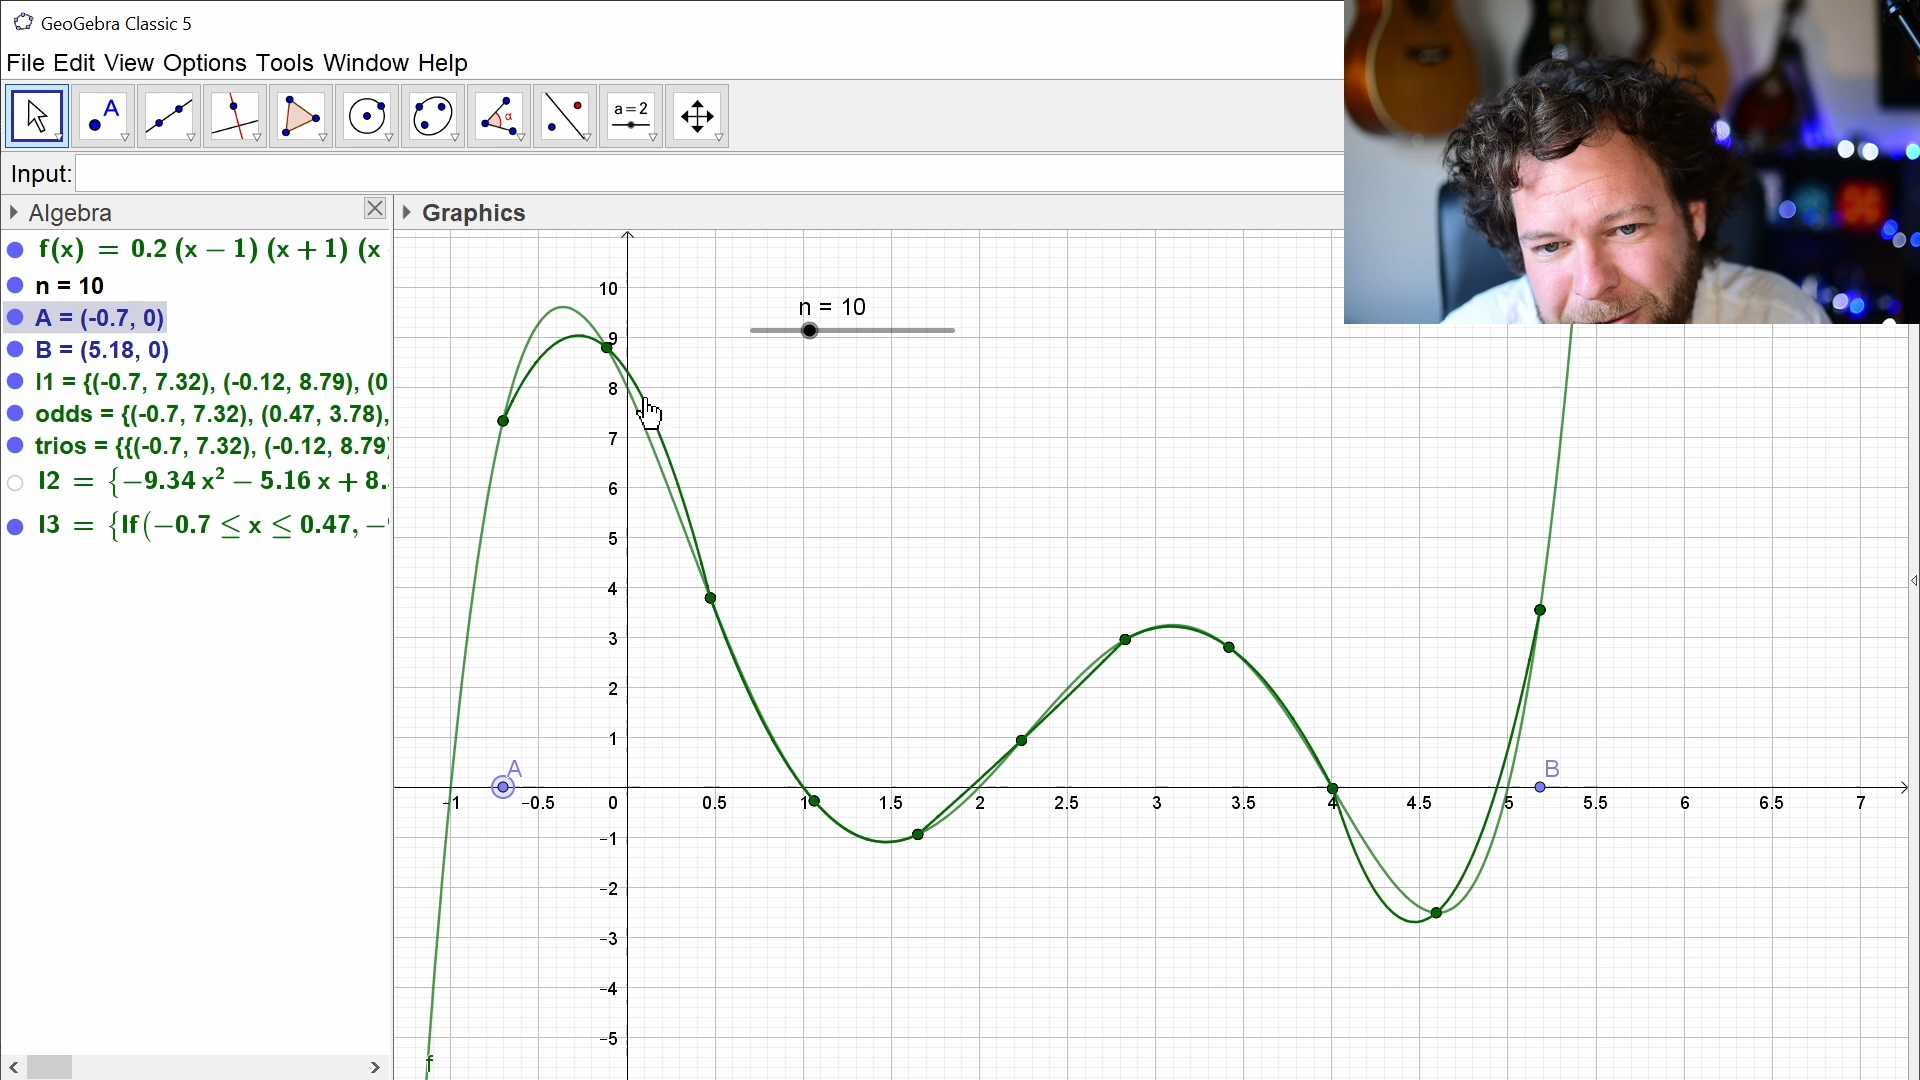 GeoGebra Classic 5
File Edit View Options Tools Window Help
A
α
a=2
Input:
Algebra
Graphics
f(x) = 0.2 (x − 1) (x + 1) (x
n = 10
A = (-0.7, 0)
B = (5.18, 0)
l1 = {(-0.7, 7.32), (-0.12, 8.79), (0
odds = {(-0.7, 7.32), (0.47, 3.78),
trios = {{(-0.7, 7.32), (-0.12, 8.79)
l2 = {−9.34 x² − 5.16 x + 8.
l3 = {If(−0.7 ≤ x ≤ 0.47, −
n = 10
10
9
8
7
6
5
4
3
2
1
A
B
-1 -0.5 0 0.5 1 1.5 2 2.5 3 3.5 4 4.5 5 5.5 6 6.5 7
−1
−2
−3
−4
−5
f